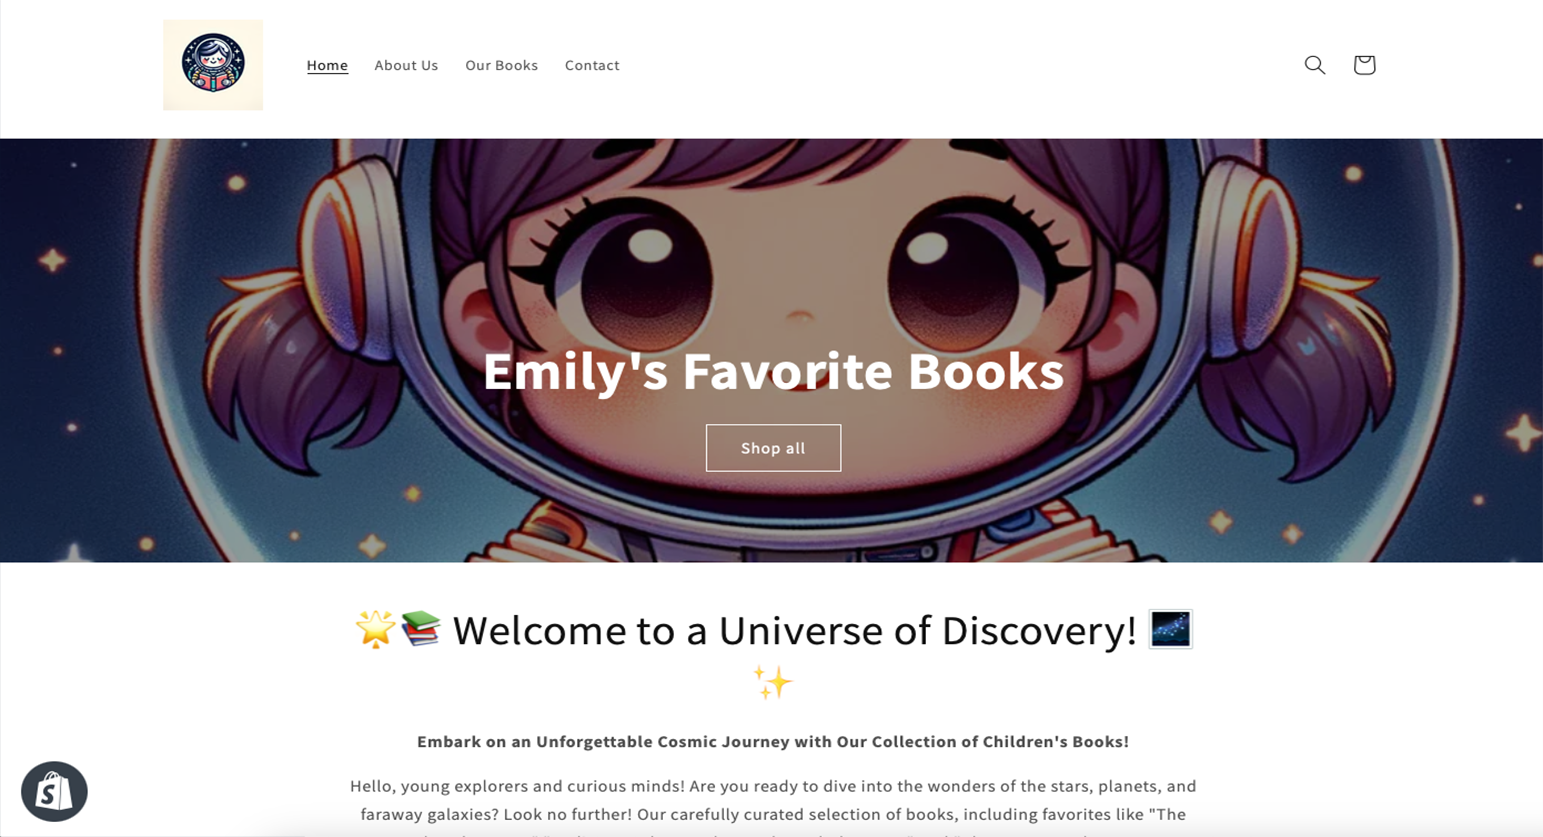 Home About Us Our Books Contact
Emily's Favorite Books
Shop all
🌟📚 Welcome to a Universe of Discovery! 🌌
✨
Embark on an Unforgettable Cosmic Journey with Our Collection of Children's Books!
Hello, young explorers and curious minds! Are you ready to dive into the wonders of the stars, planets, and
faraway galaxies? Look no further! Our carefully curated selection of books, including favorites like "The